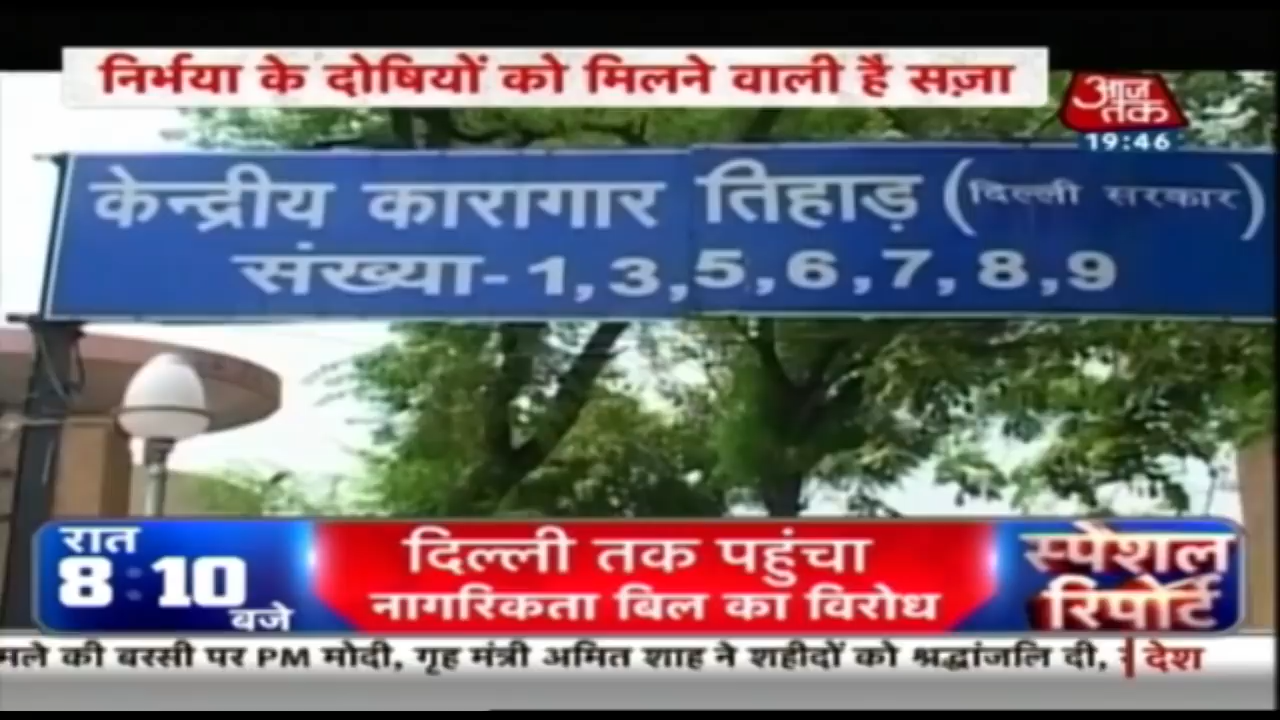 निर्भया के दोषियों को मिलने वाली है सज़ा
आज
तक
19:46
केन्द्रीय कारागार तिहाड़ (दिल्ली सरकार)
संख्या-1,3,5,6,7,8,9
रात
8:10
बजे
दिल्ली तक पहुंचा
नागरिकता बिल का विरोध
स्पेशल
रिपोर्ट
की बरसी पर PM मोदी, गृह मंत्री अमित शाह ने शहीदों को श्रद्धांजलि दी, देश